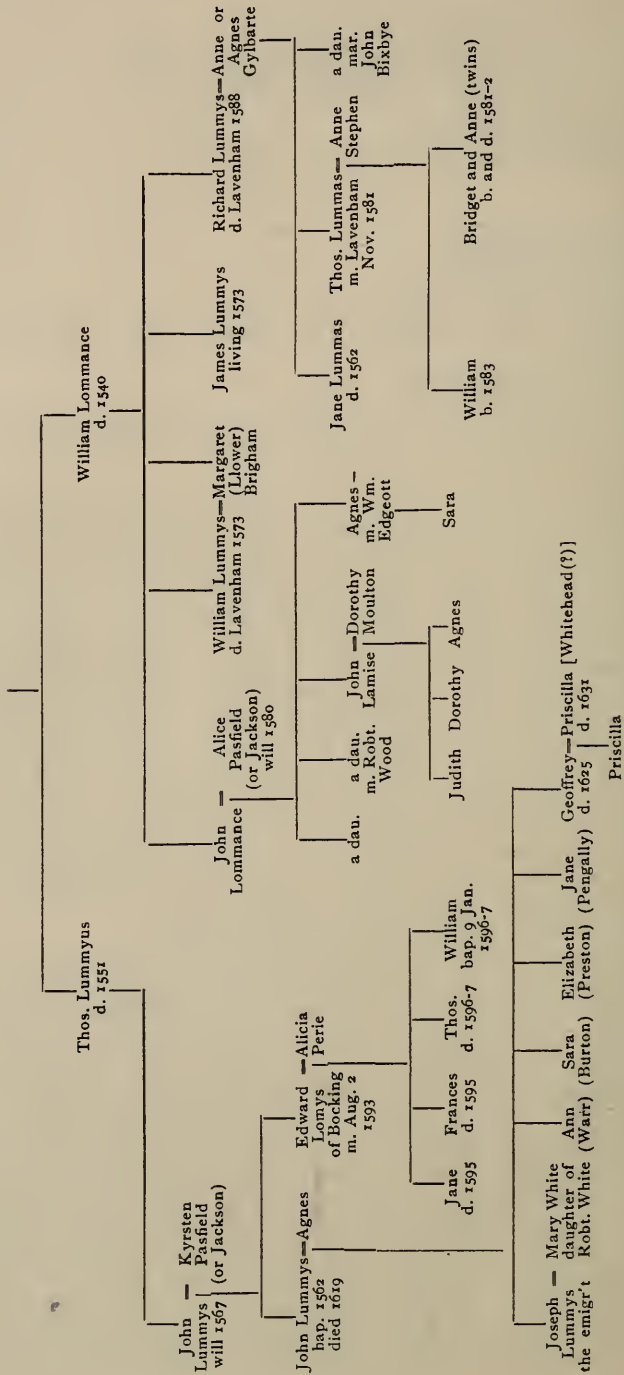 Thos. Lummyus
d. 1551
William Lommance
d. 1540
John =
Lummys
will 1567
Kyrsten
Pasfield
(or Jackson)
John =
Lommance
Alice
Pasfield
(or Jackson)
will 1580
William Lummys=Margaret
d. Lavenham 1573 (Llower)
Brigham
James Lummys
living 1573
Richard Lummys=Anne or
d. Lavenham 1588 Agnes
Gylbarte
John Lummys=Agnes
bap. 1562
died 1619
Edward =Alicia
Lomys Perie
of Bocking
m. Aug. 2
1593
a dau.
a dau.
m. Robt.
Wood
John =Dorothy
Lamise Moulton
Agnes –
m. Wm.
Edgeott
Jane Lummas
d. 1562
Thos. Lummas= Anne
m. Lavenham Stephen
Nov. 1581
a dau.
mar.
John
Bixbye
Jane
d. 1595
Frances
d. 1595
Thos.
d. 1596-7
William
bap. 9 Jan.
1596-7
Judith Dorothy Agnes
Sara
William
b. 1583
Bridget and Anne (twins)
b. and d. 1581-2
Joseph = Mary White
Lummys daughter of
the emigr't Robt. White
Ann
(Warr)
Sara
(Burton)
Elizabeth
(Preston)
Jane
(Pengally)
Geoffrey=Priscilla [Whitehead(?)]
d. 1625 d. 1631
Priscilla